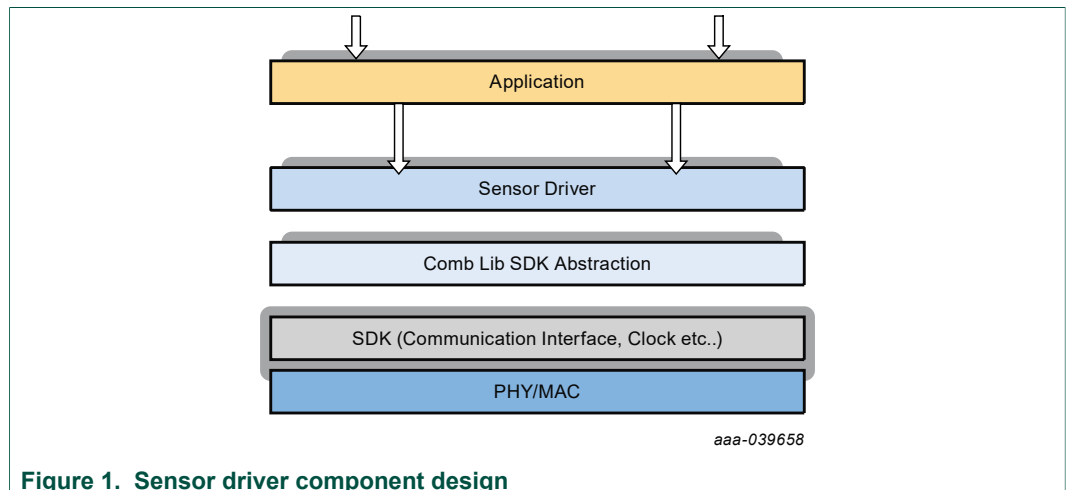 Application
Sensor Driver
Comb Lib SDK Abstraction
SDK (Communication Interface, Clock etc..)
PHY/MAC
aaa-039658
Figure 1. Sensor driver component design